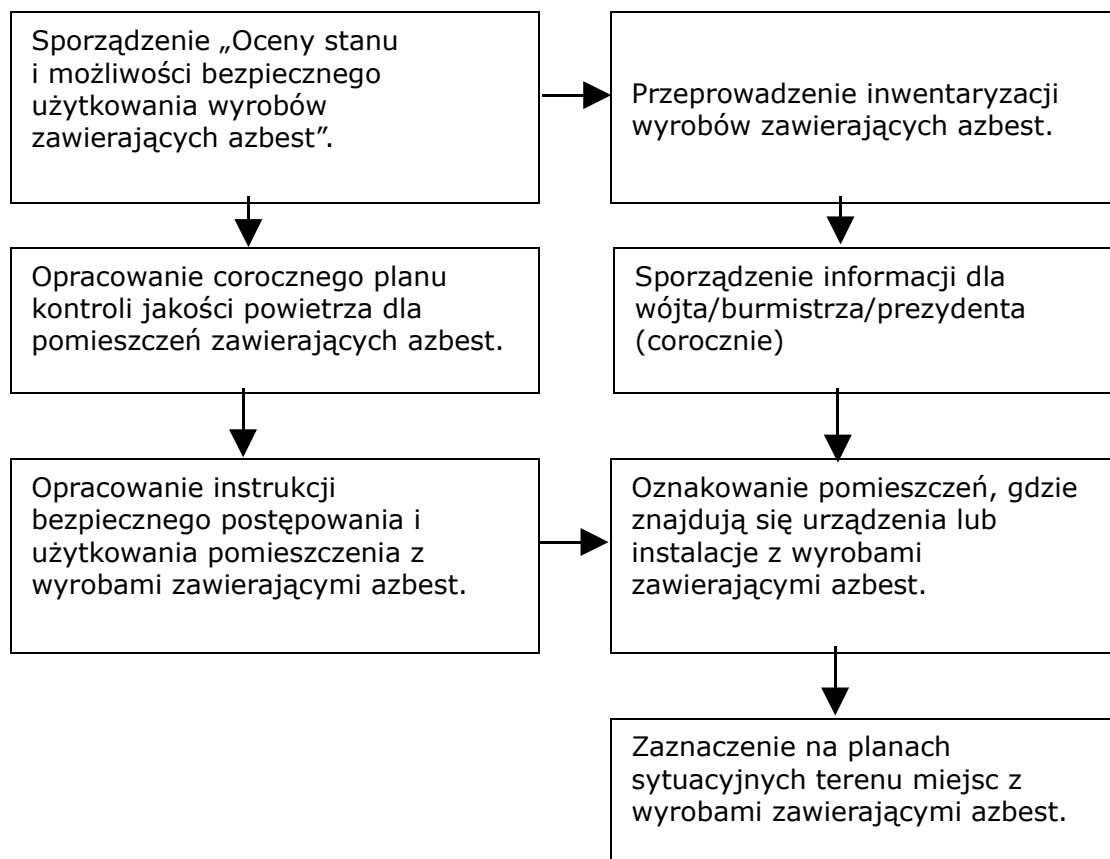 Sporządzenie „Oceny stanu
i możliwości bezpiecznego
użytkowania wyrobów
zawierających azbest”.
Przeprowadzenie inwentaryzacji
wyrobów zawierających azbest.
Opracowanie corocznego planu
kontroli jakości powietrza dla
pomieszczeń zawierających azbest.
Sporządzenie informacji dla
wójta/burmistrza/prezydenta
(corocznie)
Opracowanie instrukcji
bezpiecznego postępowania i
użytkowania pomieszczenia z
wyrobami zawierającymi azbest.
Oznakowanie pomieszczeń, gdzie
znajdują się urządzenia lub
instalacje z wyrobami
zawierającymi azbest.
Zaznaczenie na planach
sytuacyjnych terenu miejsc z
wyrobami zawierającymi azbest.